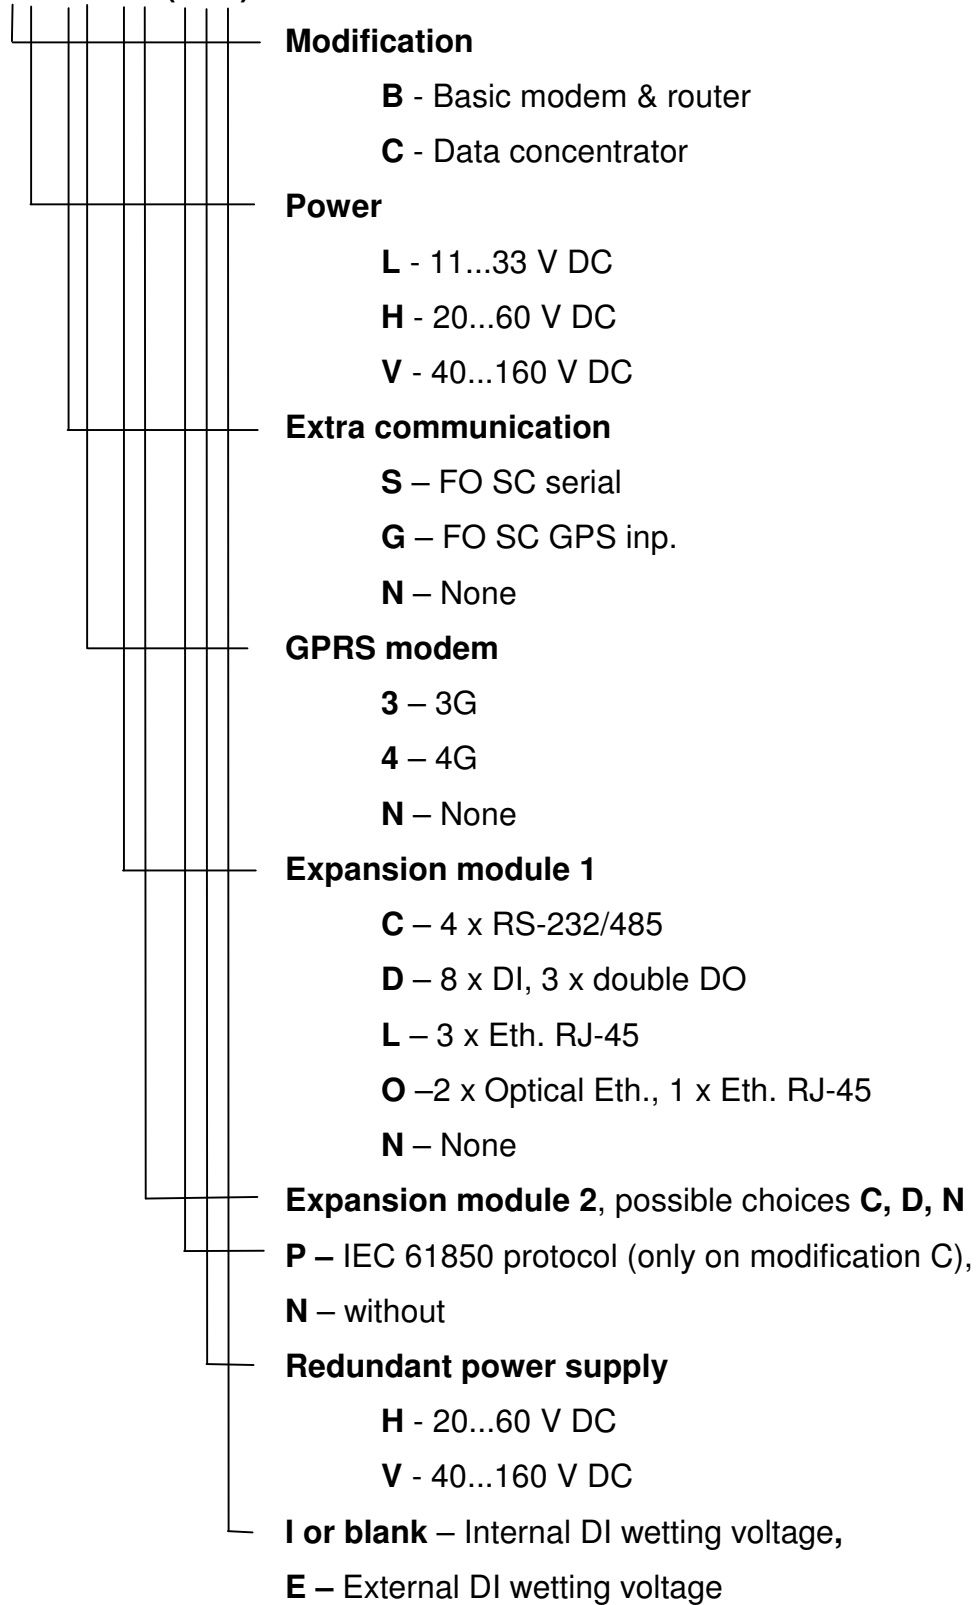 Modification
B - Basic modem & router
C - Data concentrator
Power
L - 11...33 V DC
H - 20...60 V DC
V - 40...160 V DC
Extra communication
S – FO SC serial
G – FO SC GPS inp.
N – None
GPRS modem
3 – 3G
4 – 4G
N – None
Expansion module 1
C – 4 x RS-232/485
D – 8 x DI, 3 x double DO
L – 3 x Eth. RJ-45
O –2 x Optical Eth., 1 x Eth. RJ-45
N – None
Expansion module 2, possible choices C, D, N
P – IEC 61850 protocol (only on modification C),
N – without
Redundant power supply
H - 20...60 V DC
V - 40...160 V DC
I or blank – Internal DI wetting voltage,
E – External DI wetting voltage